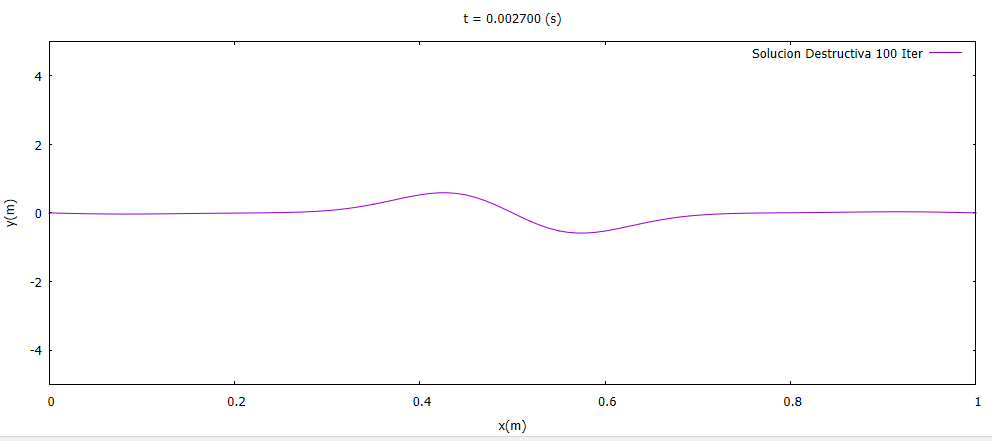 t = 0.002700 (s)
Solucion Destructiva 100 Iter
4
2
0
-2
-4
y(m)
0 0.2 0.4 0.6 0.8 1
x(m)